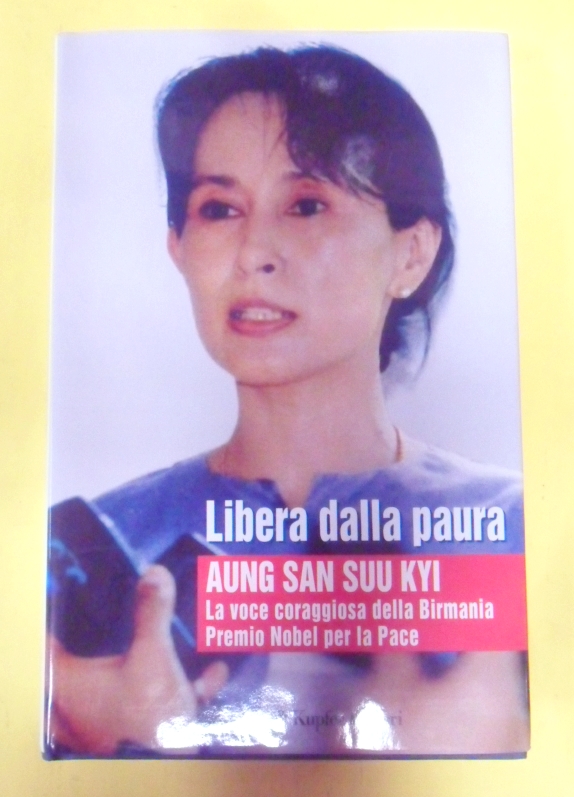 Libera dalla paura
AUNG SAN SUU KYI
La voce coraggiosa della Birmania
Premio Nobel per la Pace